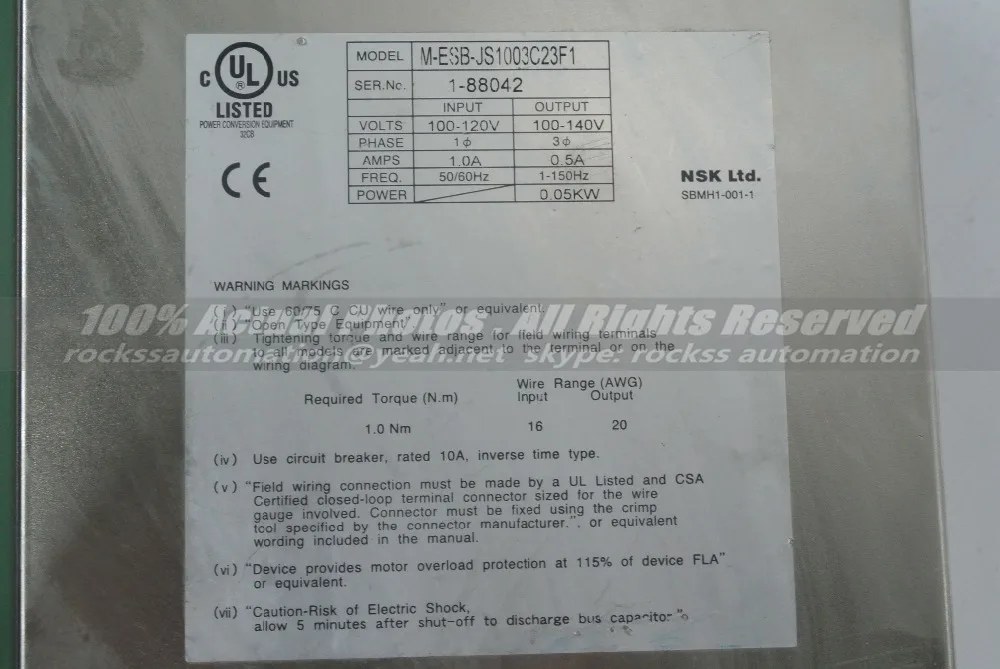 C UL US
®
LISTED
POWER CONVERSION EQUIPMENT
32CB
CE
MODEL M-ESB-JS1003C23F1
SER.No. 1-88042
INPUT OUTPUT
VOLTS 100-120V 100-140V
PHASE 1ϕ 3ϕ
AMPS 1.0A 0.5A
FREQ. 50/60Hz 1-150Hz
POWER 0.05KW
NSK Ltd.
SBMH1-001-1
WARNING MARKINGS
(i) "Use 60/75 C CU wire only" or equivalent.
(ii) "Open Type Equipment"
(iii) Tightening torque and wire range for field wiring terminals
to all models are marked adjacent to the terminal or on the
wiring diagram."
100% Actual Photos . All Rights Reserved
rockssautomation@yeah.net skype: rockss automation
Wire Range (AWG)
Required Torque (N.m) Input Output
1.0 Nm 16 20
(iv) Use circuit breaker, rated 10A, inverse time type.
(v) "Field wiring connection must be made by a UL Listed and CSA
Certified closed-loop terminal connector sized for the wire
gauge involved. Connector must be fixed using the crimp
tool specified by the connector manufacturer.", or equivalent
wording included in the manual.
(vi) "Device provides motor overload protection at 115% of device FLA"
or equivalent.
(vii) "Caution-Risk of Electric Shock,
allow 5 minutes after shut-off to discharge bus capacitor"